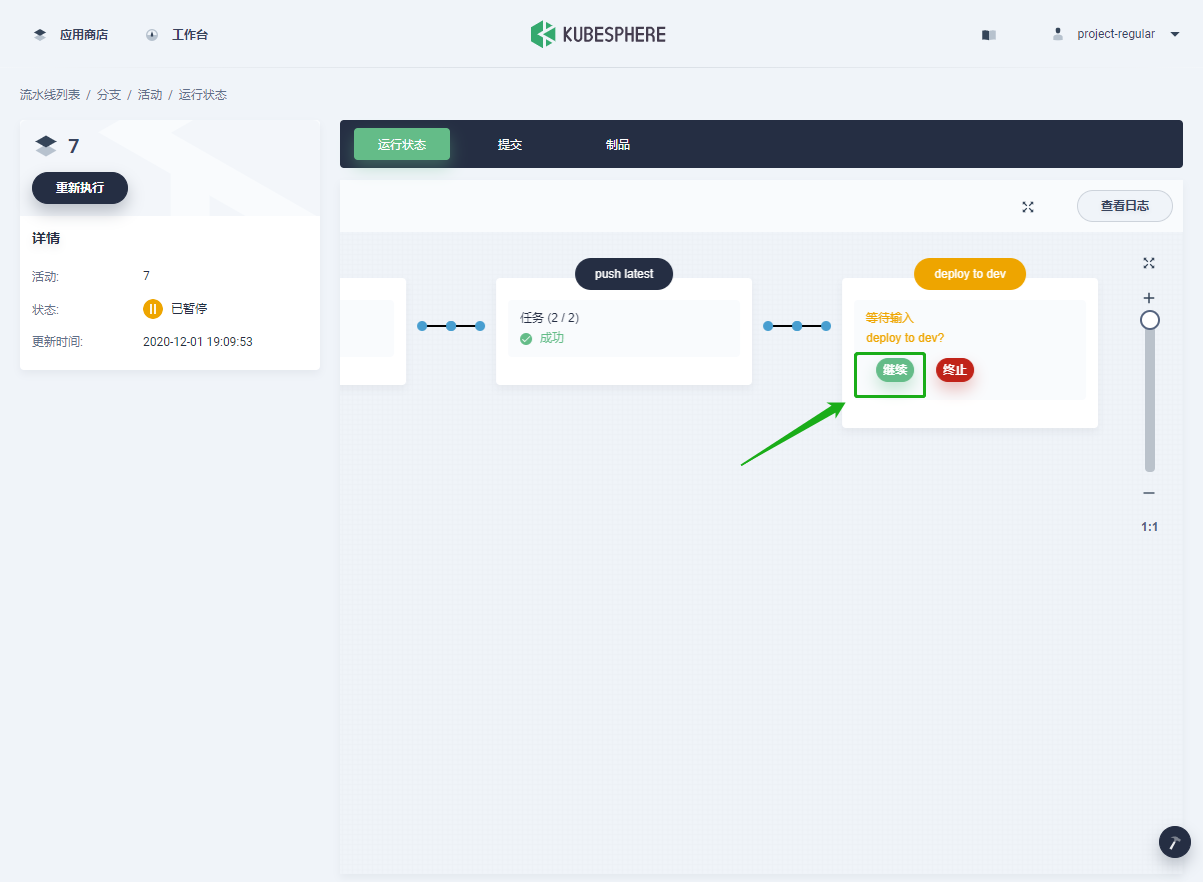 应用商店
工作台
KUBESPHERE
project-regular
流水线列表 / 分支 / 活动 / 运行状态
7
重新执行
详情
活动: 7
状态: 已暂停
更新时间: 2020-12-01 19:09:53
运行状态
提交
制品
查看日志
push latest
任务 (2 / 2)
成功
deploy to dev
等待输入
deploy to dev?
继续
终止
1:1